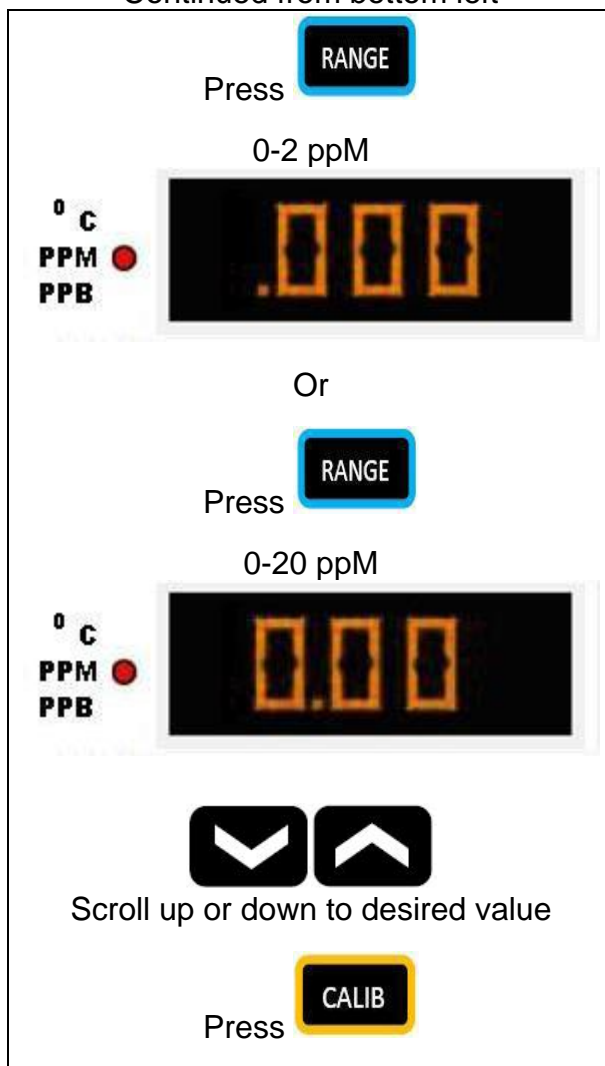 Continued from bottom left
Press RANGE
0-2 ppM
0 C
PPM
PPB
.000
Or
Press RANGE
0-20 ppM
0 C
PPM
PPB
0.00
Scroll up or down to desired value
Press CALIB